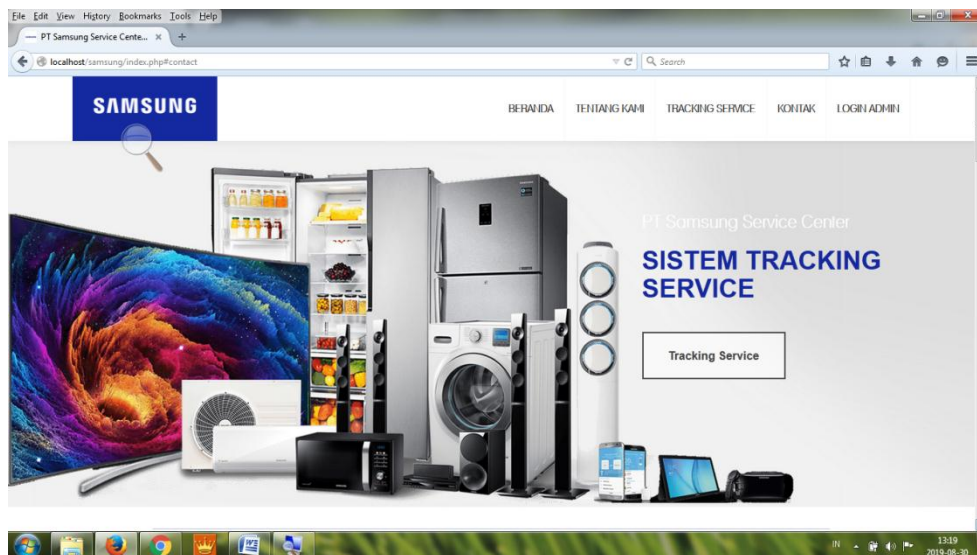 File Edit View History Bookmarks Tools Help
PT Samsung Service Cente... × +
localhost/samsung/index.php#contact
Search
SAMSUNG
BERANDA TENTANG KAMI TRACKING SERVICE KONTAK LOGIN ADMIN
PT Samsung Service Center
SISTEM TRACKING
SERVICE
Tracking Service
IN
13:19
2019-08-30